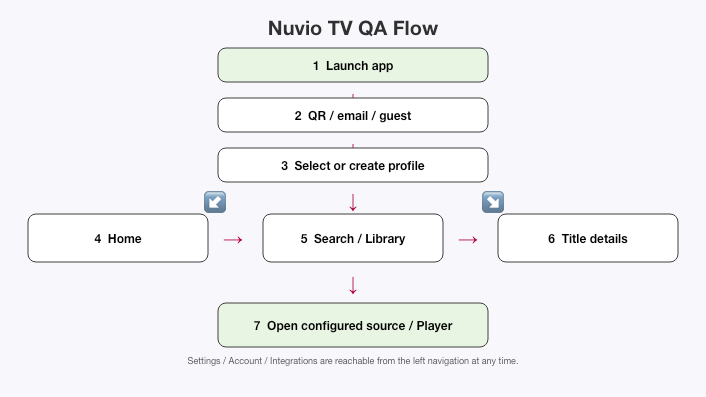 Nuvio TV QA Flow
1 Launch app
2 QR / email / guest
3 Select or create profile
4 Home
5 Search / Library
6 Title details
7 Open configured source / Player
Settings / Account / Integrations are reachable from the left navigation at any time.